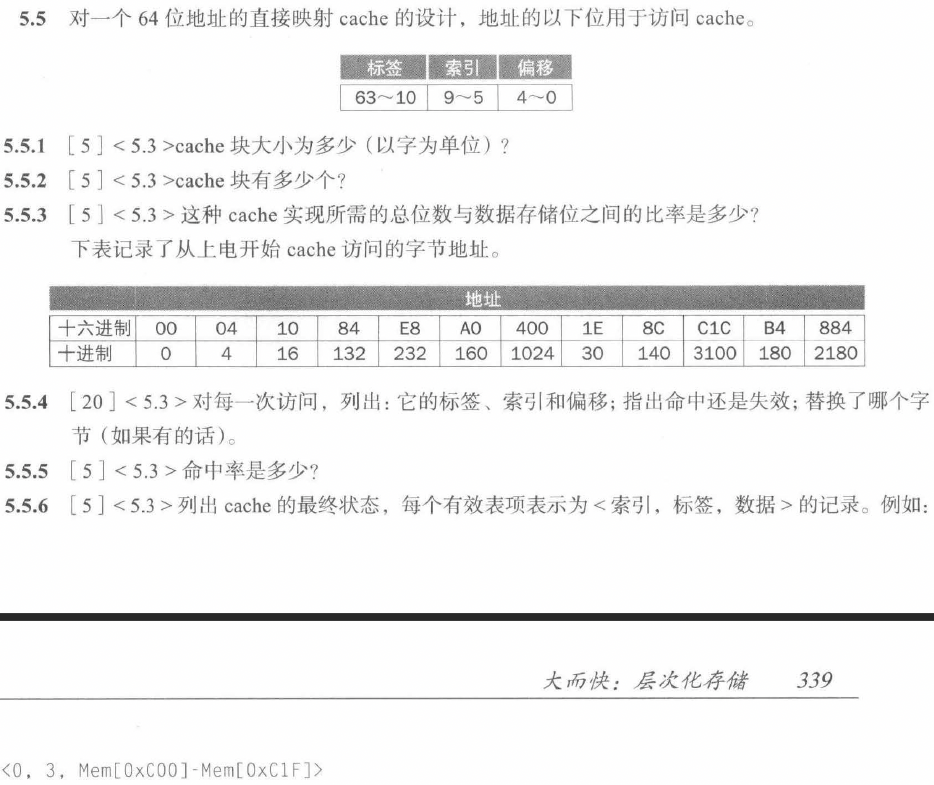 5.5 对一个 64 位地址的直接映射 cache 的设计，地址的以下位用于访问 cache。
标签 索引 偏移
63～10 9～5 4～0
5.5.1 ［5］< 5.3 >cache 块大小为多少（以字为单位）？
5.5.2 ［5］< 5.3 >cache 块有多少个？
5.5.3 ［5］< 5.3 > 这种 cache 实现所需的总位数与数据存储位之间的比率是多少？
下表记录了从上电开始 cache 访问的字节地址。
地址
十六进制 00 04 10 84 E8 A0 400 1E 8C C1C B4 884
十进制 0 4 16 132 232 160 1024 30 140 3100 180 2180
5.5.4 ［20］< 5.3 > 对每一次访问，列出：它的标签、索引和偏移；指出命中还是失效；替换了哪个字
节（如果有的话）。
5.5.5 ［5］< 5.3 > 命中率是多少？
5.5.6 ［5］< 5.3 > 列出 cache 的最终状态，每个有效表项表示为 < 索引，标签，数据 > 的记录。例如：
大而快：层次化存储 339
<0, 3, Mem[0xC00]-Mem[0xC1F]>